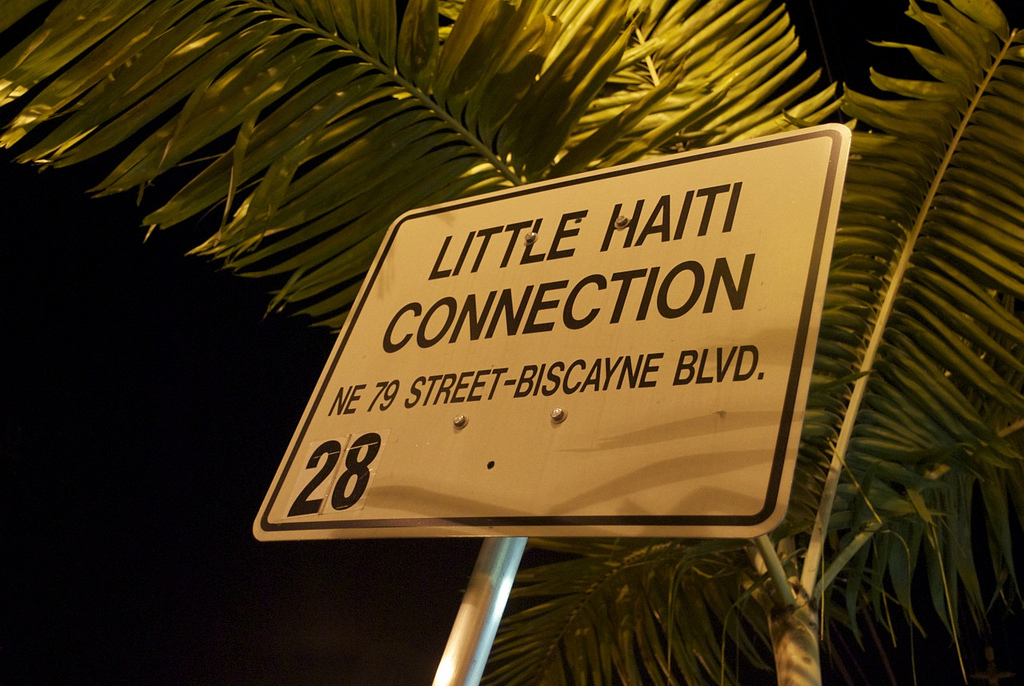 LITTLE HAITI
CONNECTION
NE 79 STREET-BISCAYNE BLVD.
28